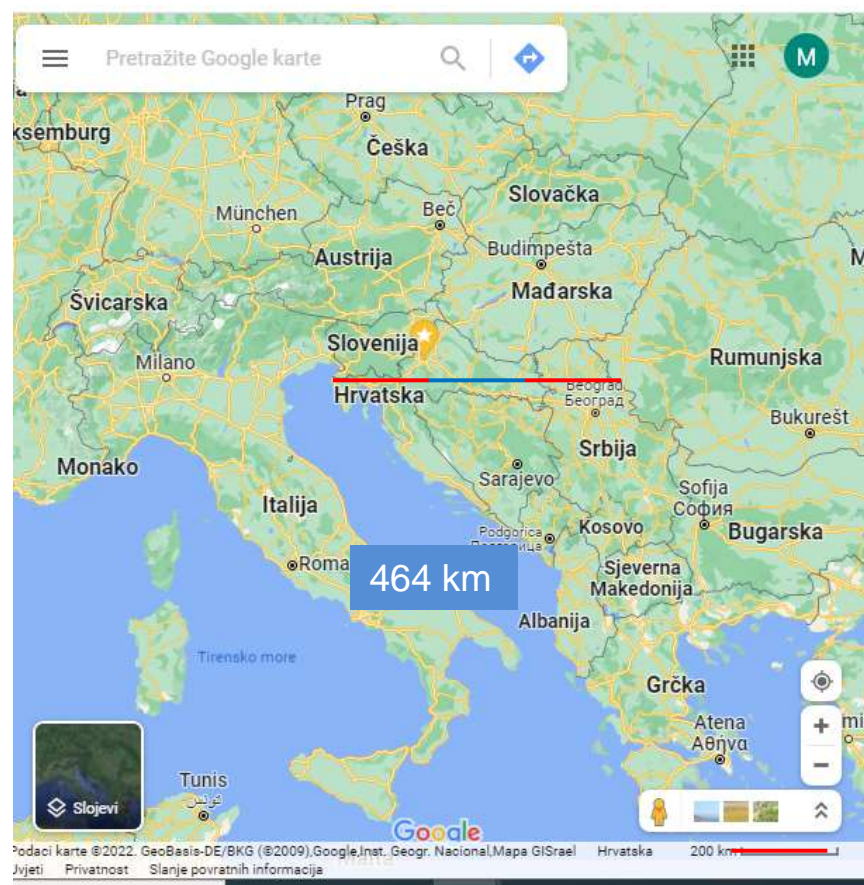 Pretražite Google karte
M
Prag
ksemburg
Češka
Slovačka
München
Beč
Budimpešta
Austrija
Mađarska
Švicarska
Slovenija
Milano
Rumunjska
Hrvatska
Beograd
Београд
Bukurešt
Srbija
Monako
Sarajevo
Sofija
София
Italija
Podgorica
Kosovo
Bugarska
Roma
464 km
Sjeverna
Makedonija
Albanija
Tirensko more
Grčka
Atena
Αθήνα
mi
Tunis
تونس
Slojevi
Google
Podaci karte ©2022. GeoBasis-DE/BKG (©2009),Google,Inst. Geogr. Nacional,Mapa GISrael Hrvatska 200 km
Uvjeti Privatnost Slanje povratnih informacija